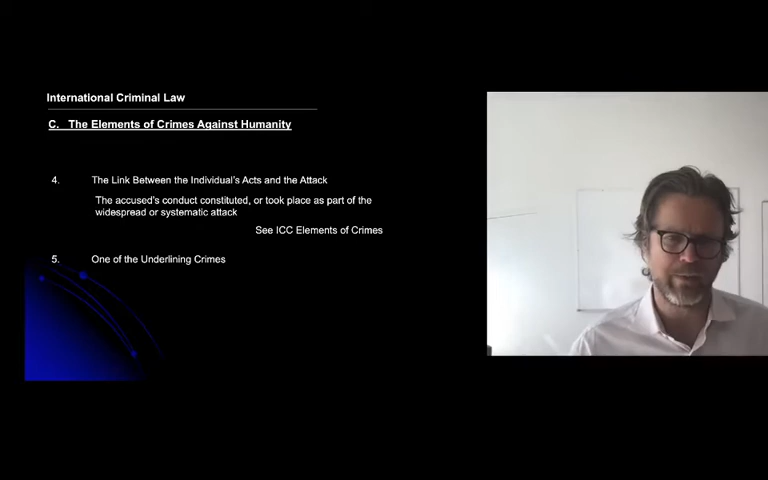 International Criminal Law
C. The Elements of Crimes Against Humanity
4. The Link Between the Individual's Acts and the Attack
The accused's conduct constituted, or took place as part of the
widespread or systematic attack
See ICC Elements of Crimes
5. One of the Underlining Crimes